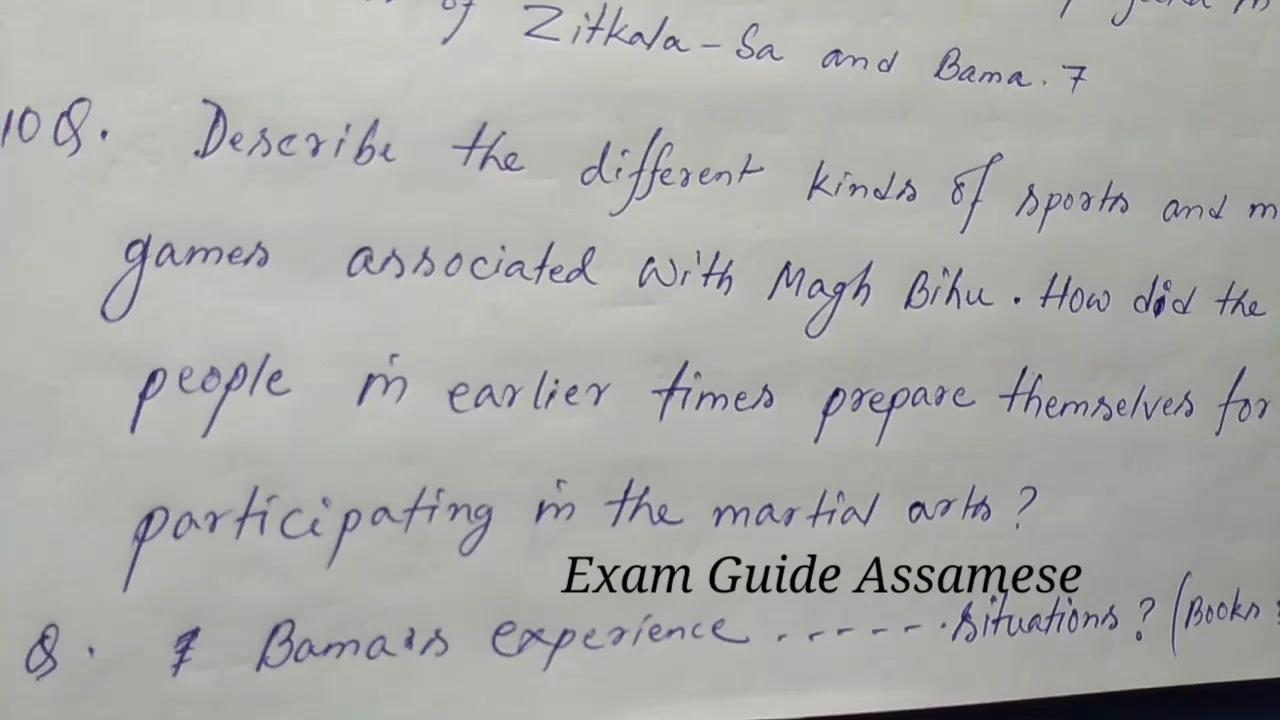 of Zitkala-Sa and Bama. 7
10 Q. Describe the different kinds of sports and m
games associated with Magh Bihu. How did the
people in earlier times prepare themselves for
participating in the martial arts?
Exam Guide Assamese
Q. Bama's experience ....... situations? (Books